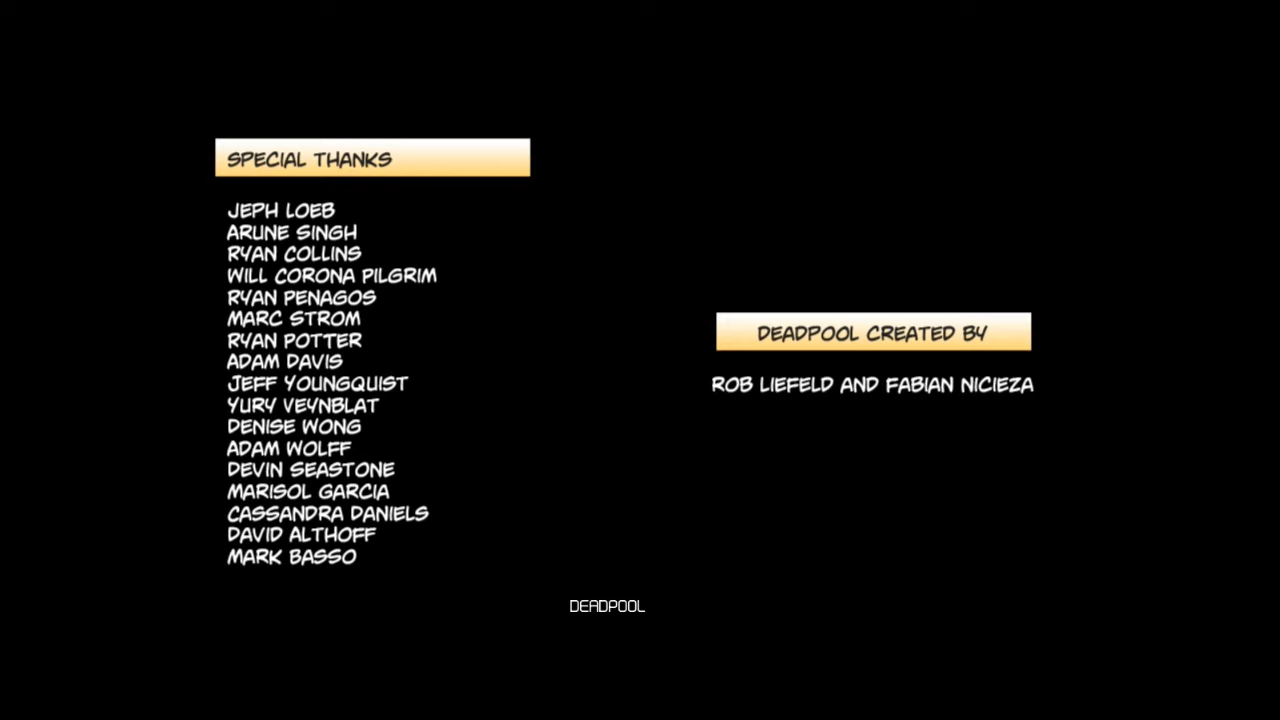 SPECIAL THANKS
JEPH LOEB
ARUNE SINGH
RYAN COLLINS
WILL CORONA PILGRIM
RYAN PENAGOS
MARC STROM
RYAN POTTER
ADAM DAVIS
JEFF YOUNGQUIST
YURY VEYNBLAT
DENISE WONG
ADAM WOLFF
DEVIN SEASTONE
MARISOL GARCIA
CASSANDRA DANIELS
DAVID ALTHOFF
MARK BASSO
DEADPOOL CREATED BY
ROB LIEFELD AND FABIAN NICIEZA
DEADPOOL